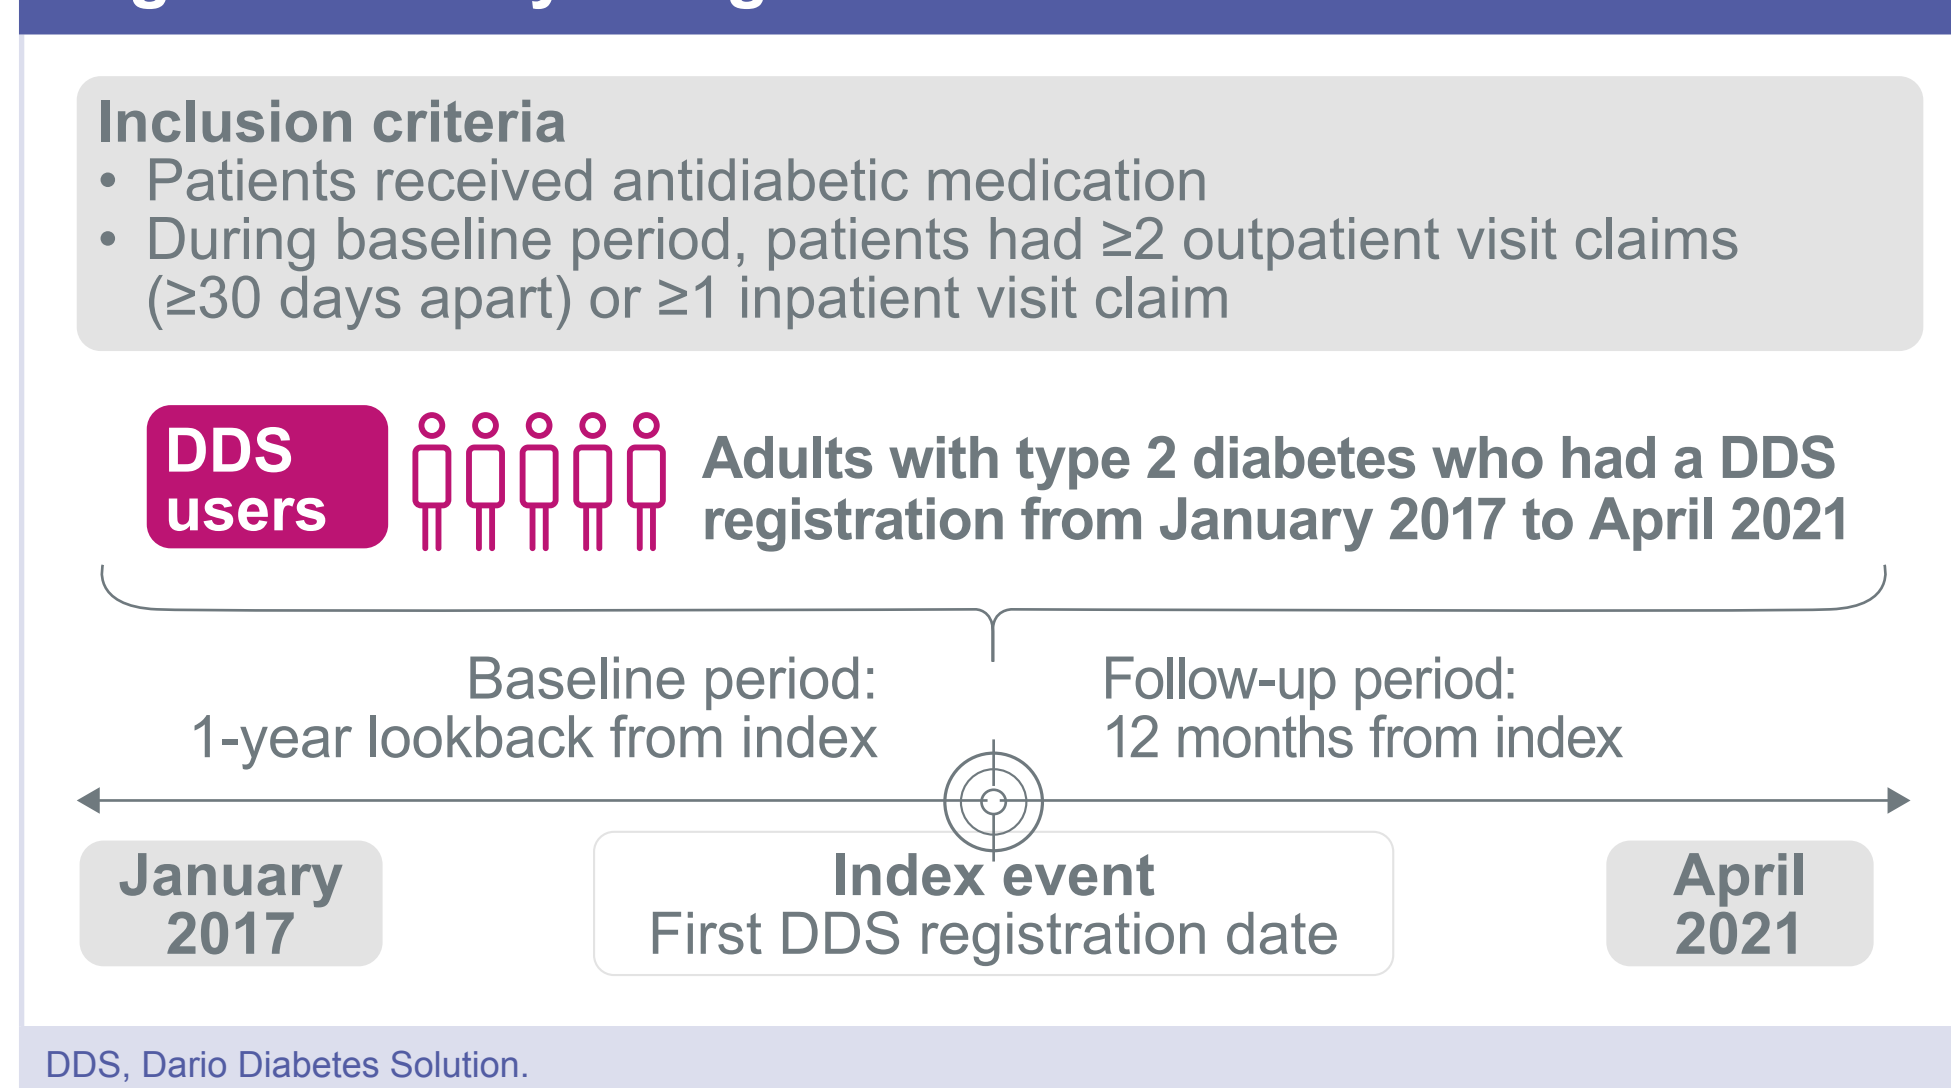 Inclusion criteria
• Patients received antidiabetic medication
• During baseline period, patients had ≥2 outpatient visit claims
(≥30 days apart) or ≥1 inpatient visit claim
DDS
users
Adults with type 2 diabetes who had a DDS
registration from January 2017 to April 2021
Baseline period:
1-year lookback from index
Follow-up period:
12 months from index
January
2017
Index event
First DDS registration date
April
2021
DDS, Dario Diabetes Solution.